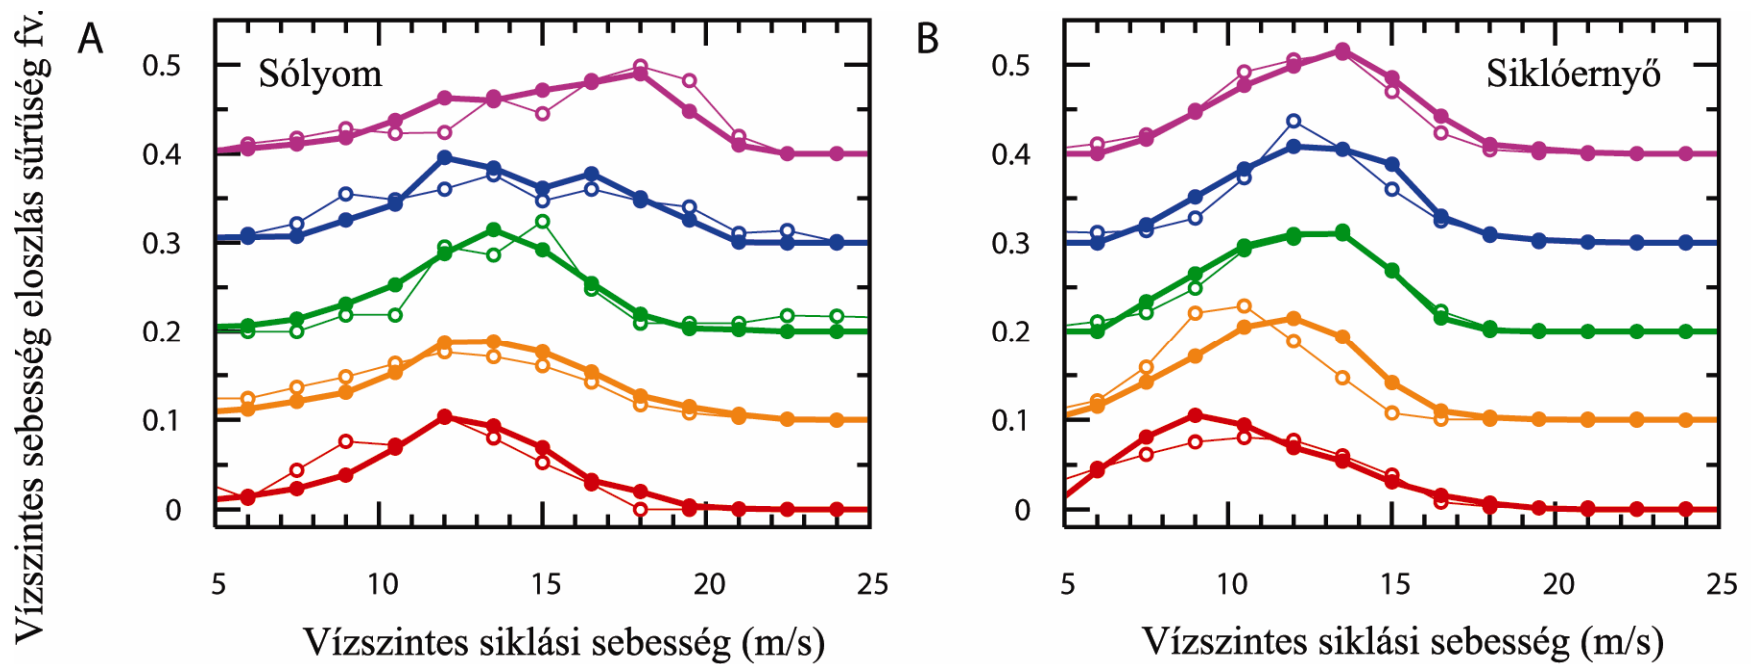 Vízszintes sebesség eloszlás sűrűség fv.
A
Sólyom
0.5
0.4
0.3
0.2
0.1
0
5 10 15 20 25
Vízszintes siklási sebesség (m/s)
B
Siklóernyő
0.5
0.4
0.3
0.2
0.1
0
5 10 15 20 25
Vízszintes siklási sebesség (m/s)